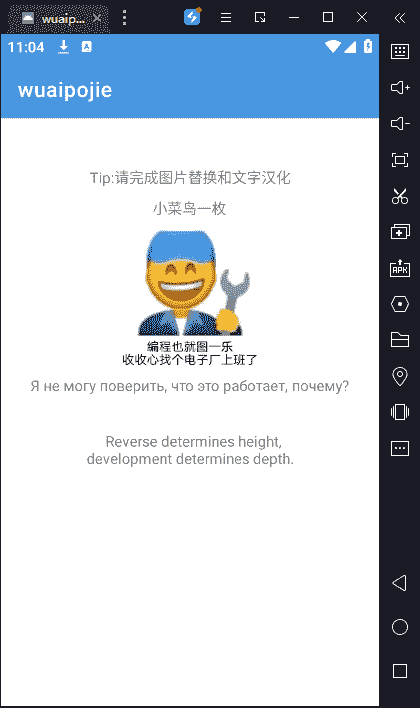 wuaip...
11:04
A
wuaipojie
Tip:请完成图片替换和文字汉化
小菜鸟一枚
编程也就图一乐
收收心找个电子厂上班了
Я не могу поверить, что это работает, почему?
Reverse determines height,
development determines depth.
APK